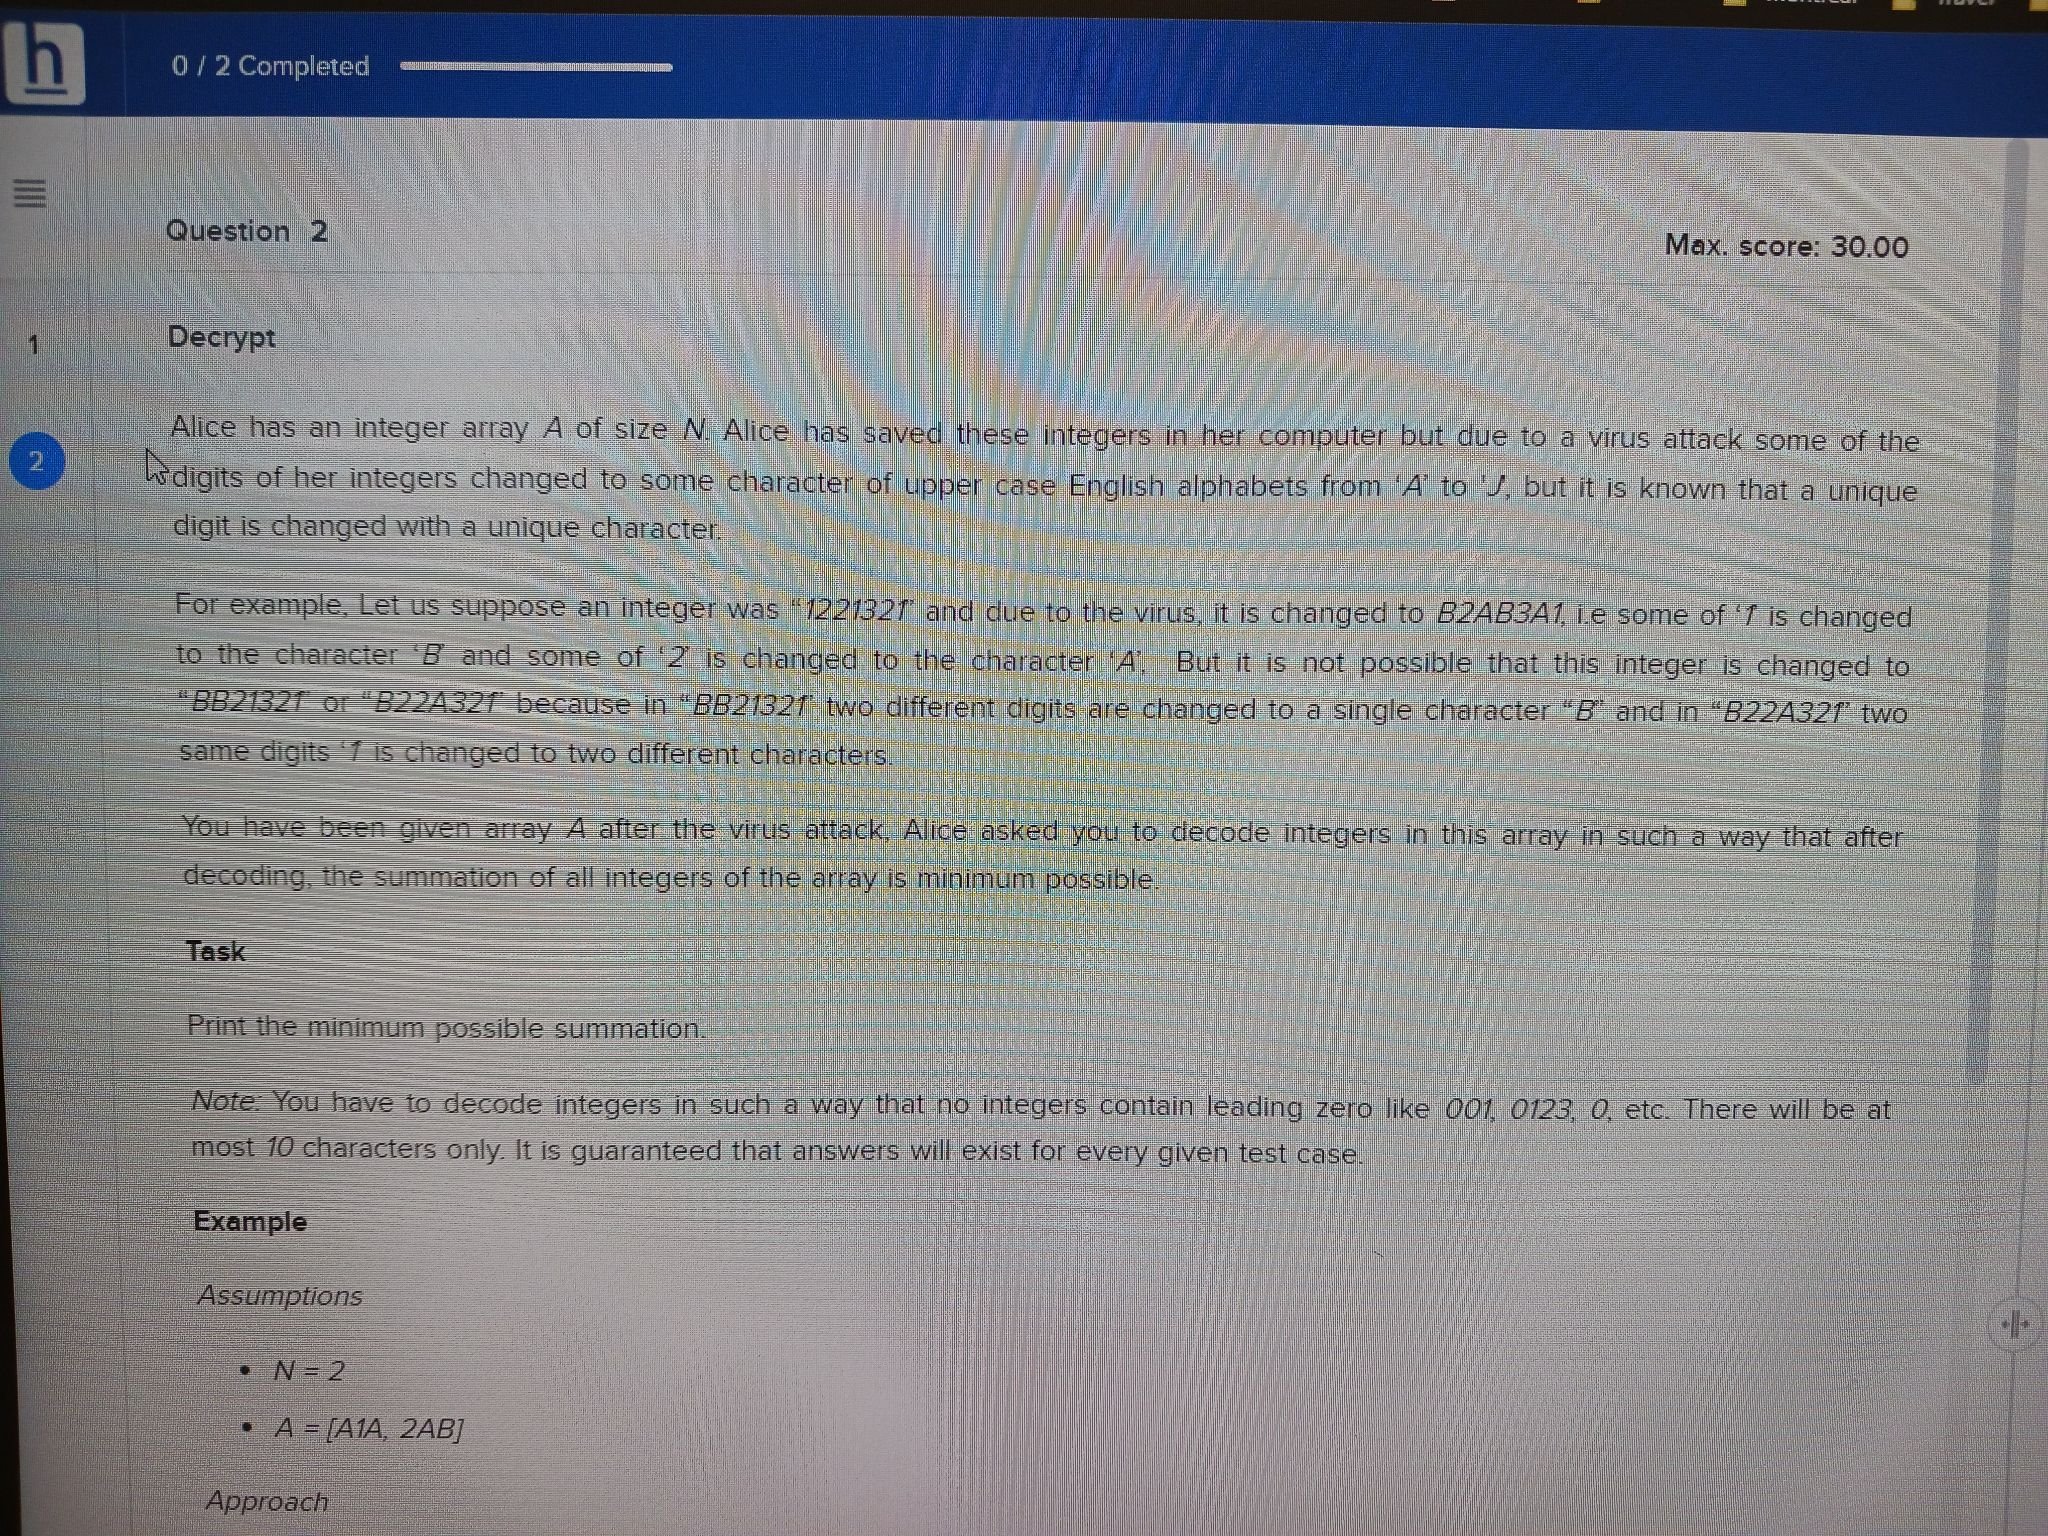 h
0 / 2 Completed
Question 2
Max. score: 30.00
1
2
Decrypt
Alice has an integer array A of size N. Alice has saved these integers in her computer but due to a virus attack some of the
digits of her integers changed to some character of upper case English alphabets from 'A' to 'J', but it is known that a unique
digit is changed with a unique character.
For example, Let us suppose an integer was "1221321" and due to the virus, it is changed to B2AB3A1, i.e some of '1' is changed
to the character 'B' and some of '2' is changed to the character 'A'. But it is not possible that this integer is changed to
"BB21321" or "B22A321" because in "BB21321" two different digits are changed to a single character "B" and in "B22A321" two
same digits '1' is changed to two different characters.
You have been given array A after the virus attack, Alice asked you to decode integers in this array in such a way that after
decoding, the summation of all integers of the array is minimum possible.
Task
Print the minimum possible summation.
Note: You have to decode integers in such a way that no integers contain leading zero like 001, 0123, 0, etc. There will be at
most 10 characters only. It is guaranteed that answers will exist for every given test case.
Example
Assumptions
• N = 2
• A = [A1A, 2AB]
Approach